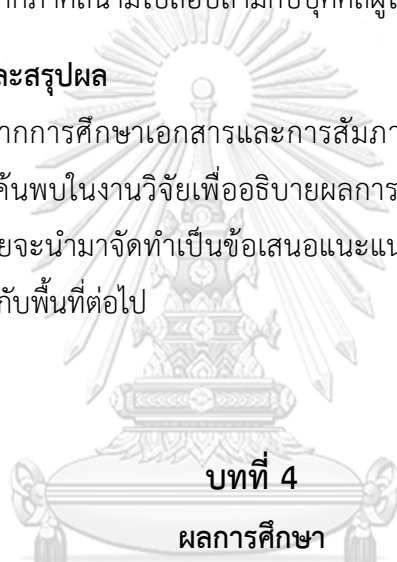 ละสรุปผล
ากการศึกษาเอกสารและการสัมภา
ค้นพบในงานวิจัยเพื่ออธิบายผลการ
ยจะนำมาจัดทำเป็นข้อเสนอแนะแน
กับพื้นที่ต่อไป
บทที่ 4
ผลการศึกษา